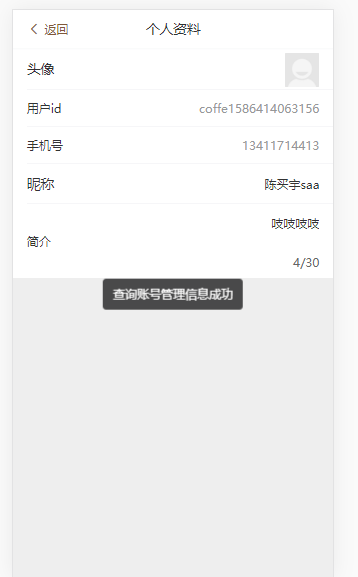 返回 个人资料
头像
用户id coffe1586414063156
手机号 13411714413
昵称 陈买宇saa
吱吱吱吱
简介
4/30
查询账号管理信息成功